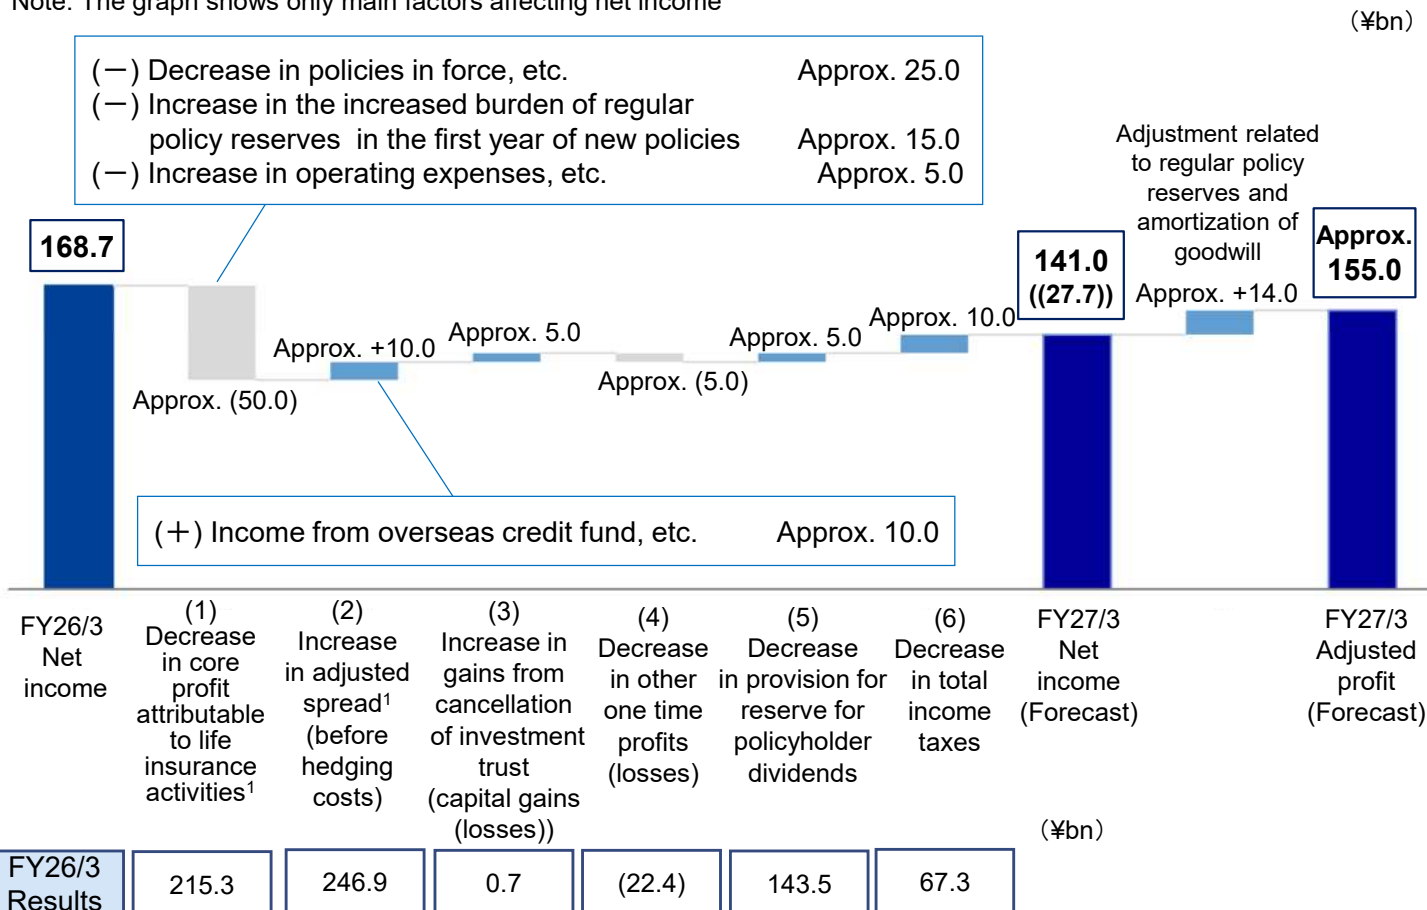 Note: The graph shows only main factors affecting net income
（¥bn）
(－) Decrease in policies in force, etc. Approx. 25.0
(－) Increase in the increased burden of regular
policy reserves in the first year of new policies Approx. 15.0
(－) Increase in operating expenses, etc. Approx. 5.0
Adjustment related
to regular policy
reserves and
amortization of
goodwill
168.7
141.0
((27.7))
Approx.
155.0
Approx. +14.0
Approx. +10.0
Approx. 5.0
Approx. 5.0
Approx. 10.0
Approx. (50.0)
Approx. (5.0)
(＋) Income from overseas credit fund, etc. Approx. 10.0
FY26/3
Net
income
(1)
Decrease
in core
profit
attributable
to life
insurance
activities1
(2)
Increase
in adjusted
spread1
(before
hedging
costs)
(3)
Increase in
gains from
cancellation
of investment
trust
(capital gains
(losses))
(4)
Decrease
in other
one time
profits
(losses)
(5)
Decrease
in provision for
reserve for
policyholder
dividends
(6)
Decrease
in total
income
taxes
FY27/3
Net
income
(Forecast)
FY27/3
Adjusted
profit
(Forecast)
（¥bn）
FY26/3
Results
215.3
246.9
0.7
(22.4)
143.5
67.3